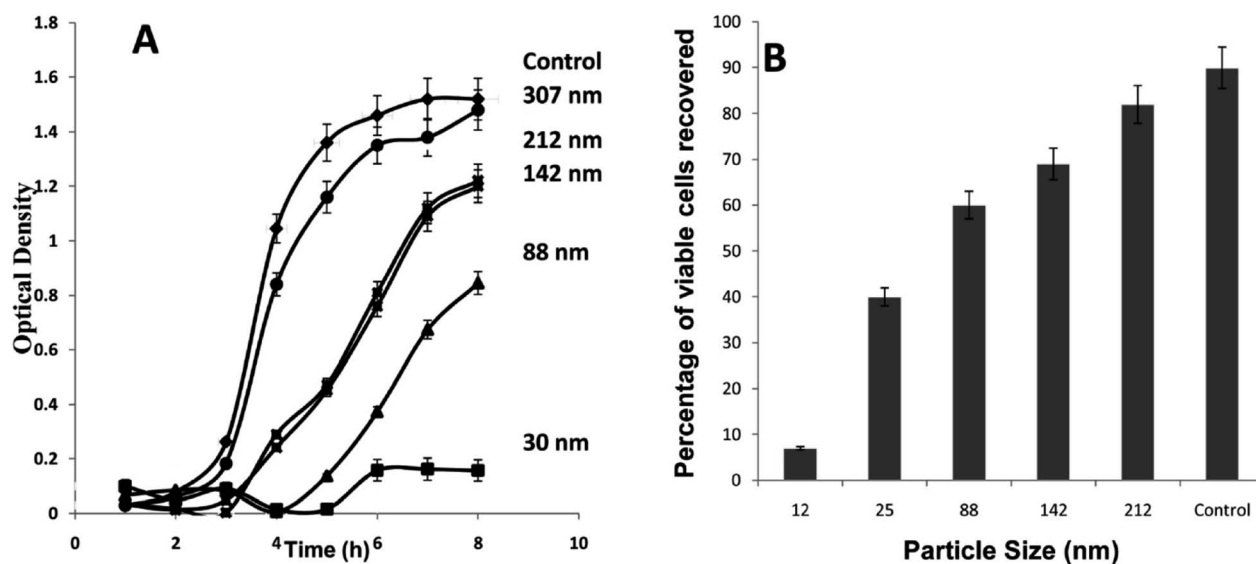 A
Optical Density
1.8
1.6
1.4
1.2
1
0.8
0.6
0.4
0.2
0
0
2
4
6
8
10
Time (h)
Control
307 nm
212 nm
142 nm
88 nm
30 nm
B
Percentage of viable cells recovered
100
90
80
70
60
50
40
30
20
10
0
12
25
88
142
212
Control
Particle Size (nm)